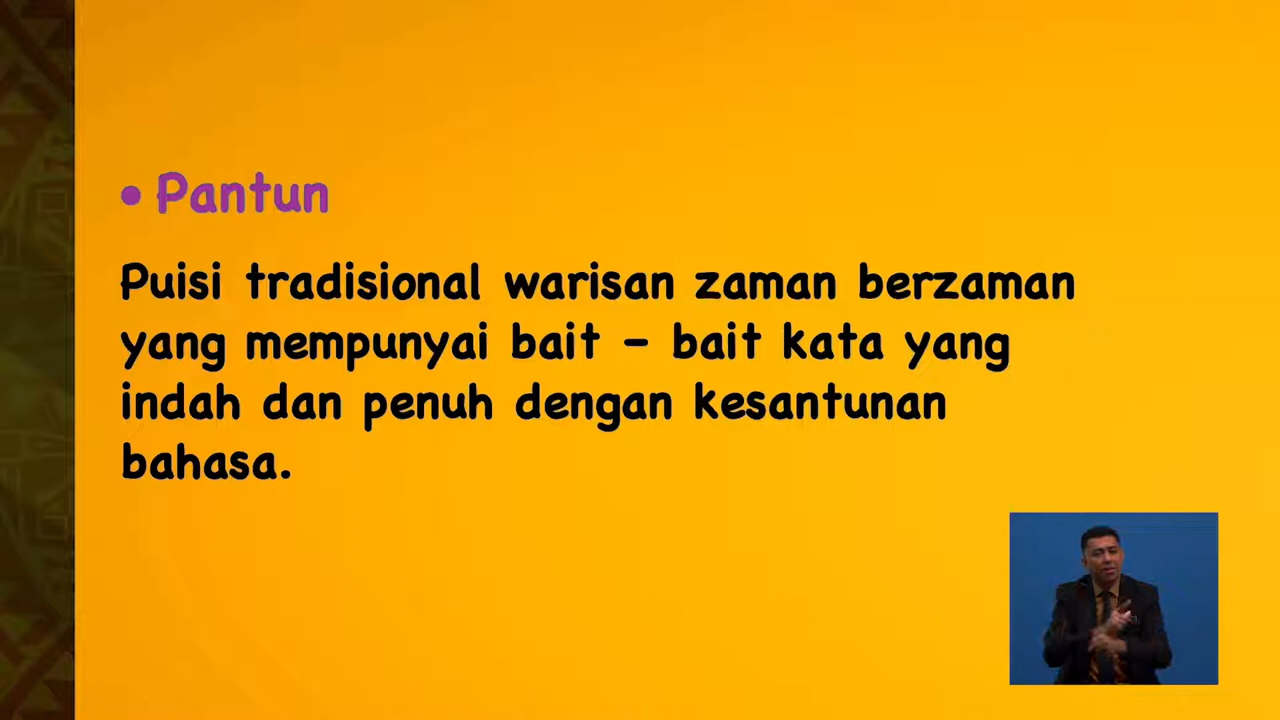 • Pantun
Puisi tradisional warisan zaman berzaman
yang mempunyai bait – bait kata yang
indah dan penuh dengan kesantunan
bahasa.